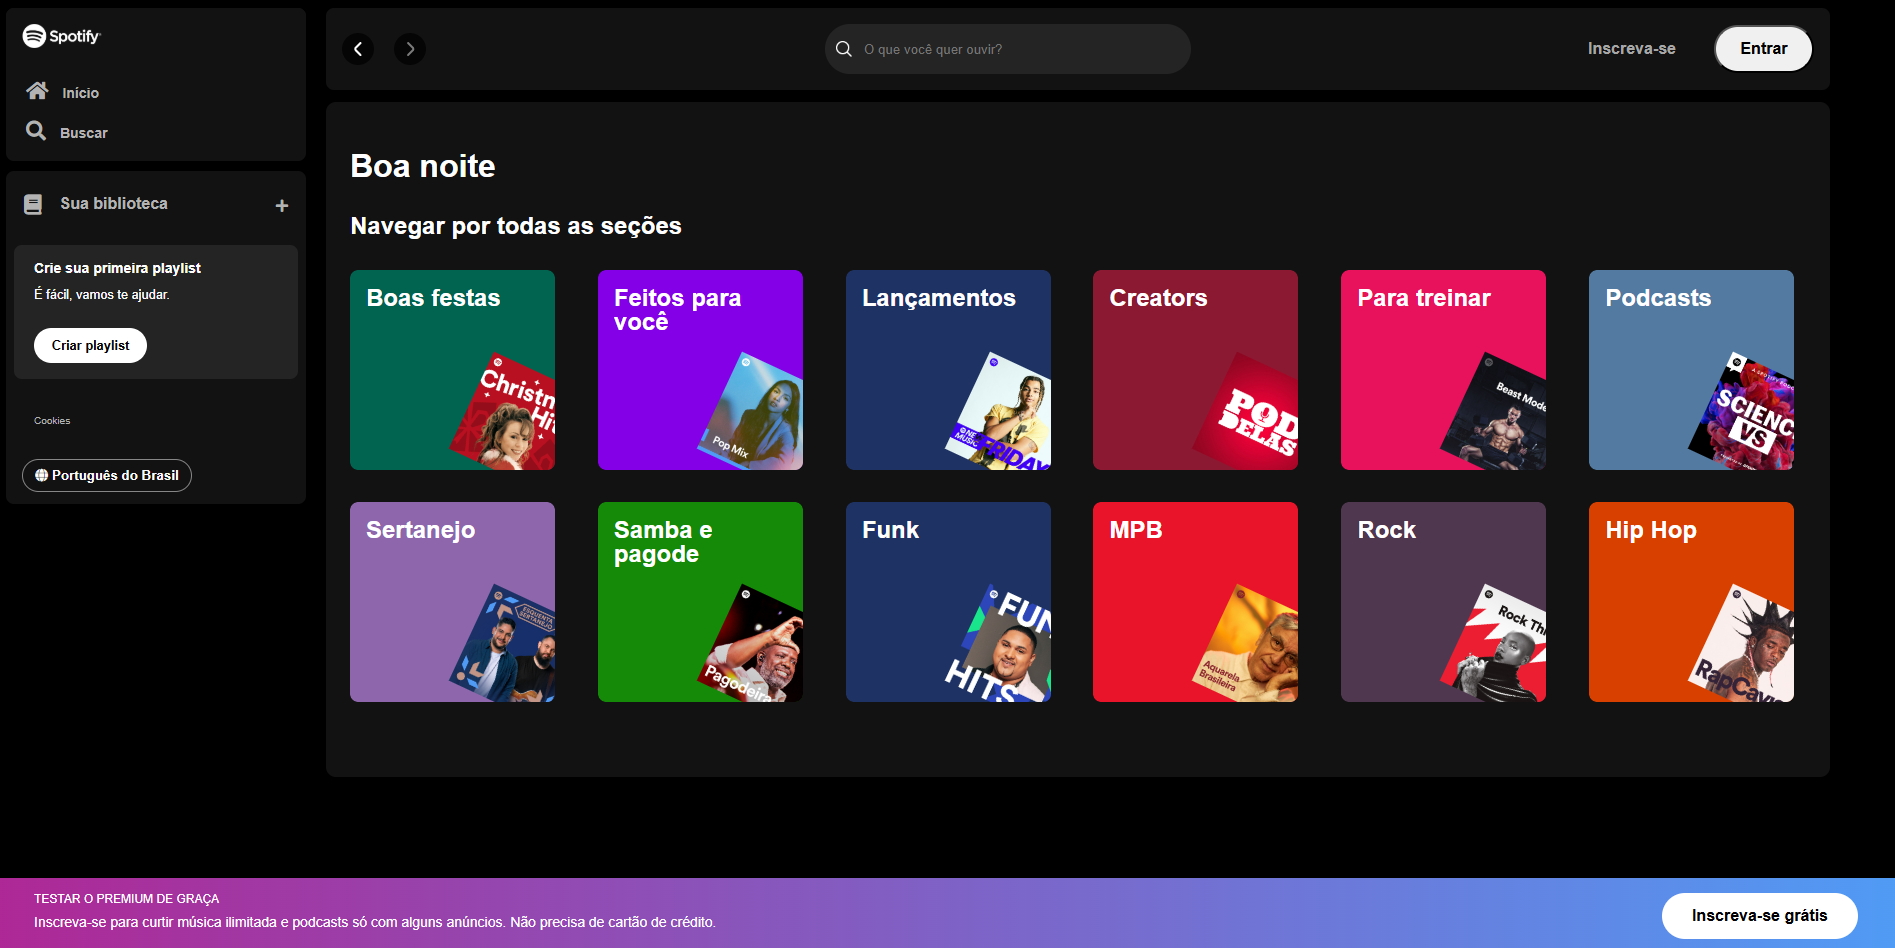 Spotify
Início
Buscar
Sua biblioteca
+
Crie sua primeira playlist
É fácil, vamos te ajudar.
Criar playlist
Cookies
Português do Brasil
O que você quer ouvir?
Inscreva-se
Entrar
Boa noite
Navegar por todas as seções
Boas festas
Christn
Hit
Feitos para
você
Pop Mix
Lançamentos
MUSIC
FRIDAY
Creators
POD
DELAS
Para treinar
Beast Mode
Podcasts
SCIENC
VS
Sertanejo
ESQUENTA
SERTANEJO
Samba e
pagode
Pagodeira
Funk
FUN
HITS
MPB
Aquarela
Brasileira
Rock
Rock Thi
Hip Hop
RapCavi
TESTAR O PREMIUM DE GRAÇA
Inscreva-se para curtir música ilimitada e podcasts só com alguns anúncios. Não precisa de cartão de crédito.
Inscreva-se grátis